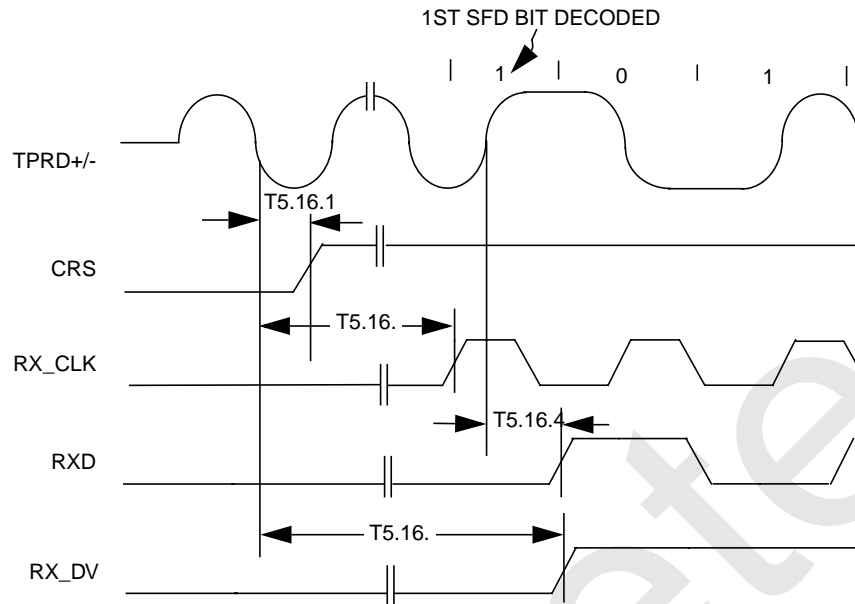 1ST SFD BIT DECODED
| 1 | 0 | 1 |
TPRD+/-
T5.16.1
CRS
T5.16.
RX_CLK
T5.16.4
RXD
T5.16.
RX_DV
ete